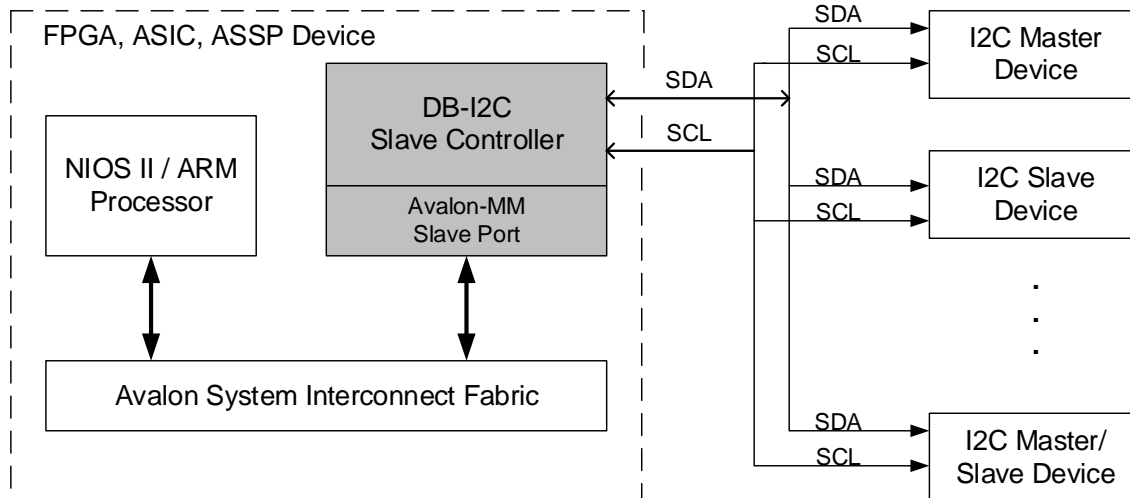 FPGA, ASIC, ASSP Device
NIOS II / ARM
Processor
DB-I2C
Slave Controller
Avalon-MM
Slave Port
Avalon System Interconnect Fabric
SDA
SCL
SDA
SCL
I2C Master
Device
SDA
SCL
I2C Slave
Device
.
.
.
SDA
SCL
I2C Master/
Slave Device